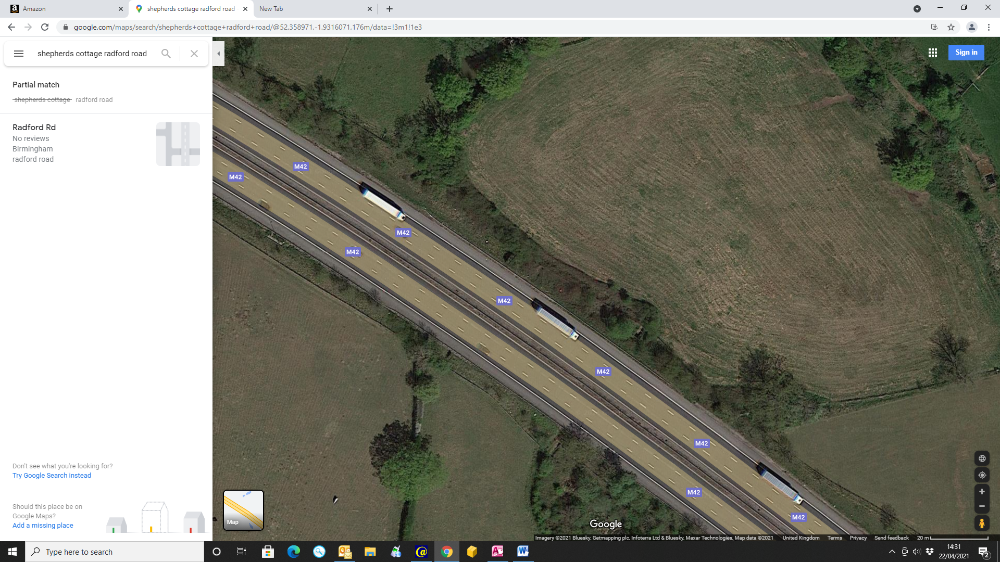 Amazon
shepherds cottage radford road
New Tab
google.com/maps/search/shepherds+cottage+radford+road/@52.358971,-1.9316071,176m/data=!3m1!1e3
shepherds cottage radford road
Sign in
Partial match
shepherds cottage radford road
Radford Rd
No reviews
Birmingham
radford road
M42
M42
M42
M42
M42
M42
M42
M42
M42
Don't see what you're looking for?
Try Google Search instead
Should this place be on
Google Maps?
Add a missing place
Map
Google
Imagery ©2021 Bluesky, Getmapping plc, Infoterra Ltd & Bluesky, Maxar Technologies, Map data ©2021 United Kingdom Terms Privacy Send feedback 20 m
Type here to search
14:31
22/04/2021
2